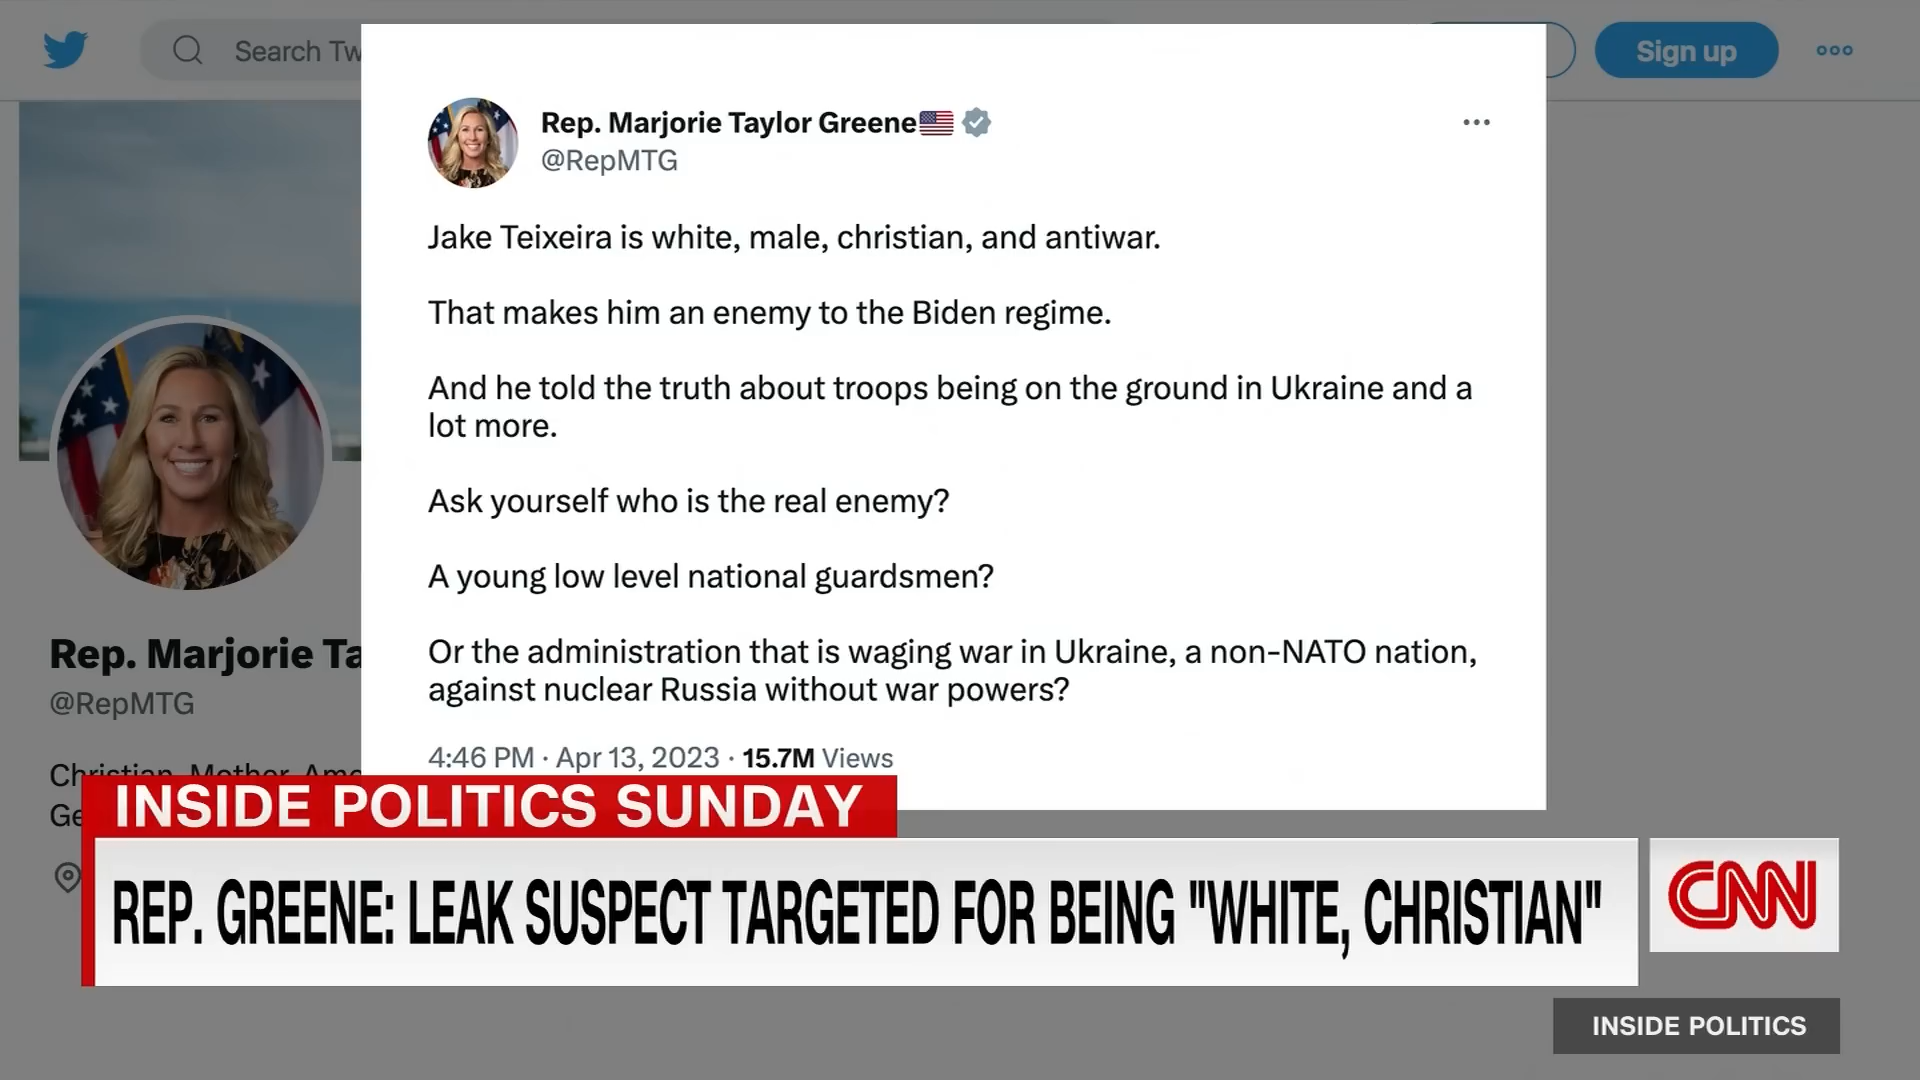 Search Tw
Sign up
Rep. Marjorie Taylor Greene
@RepMTG
Jake Teixeira is white, male, christian, and antiwar.
That makes him an enemy to the Biden regime.
And he told the truth about troops being on the ground in Ukraine and a
lot more.
Ask yourself who is the real enemy?
A young low level national guardsmen?
Or the administration that is waging war in Ukraine, a non-NATO nation,
against nuclear Russia without war powers?
4:46 PM · Apr 13, 2023 · 15.7M Views
Rep. Marjorie Ta
@RepMTG
Christian, Mother, Ame
Ge
INSIDE POLITICS SUNDAY
REP. GREENE: LEAK SUSPECT TARGETED FOR BEING "WHITE, CHRISTIAN"
CNN
INSIDE POLITICS